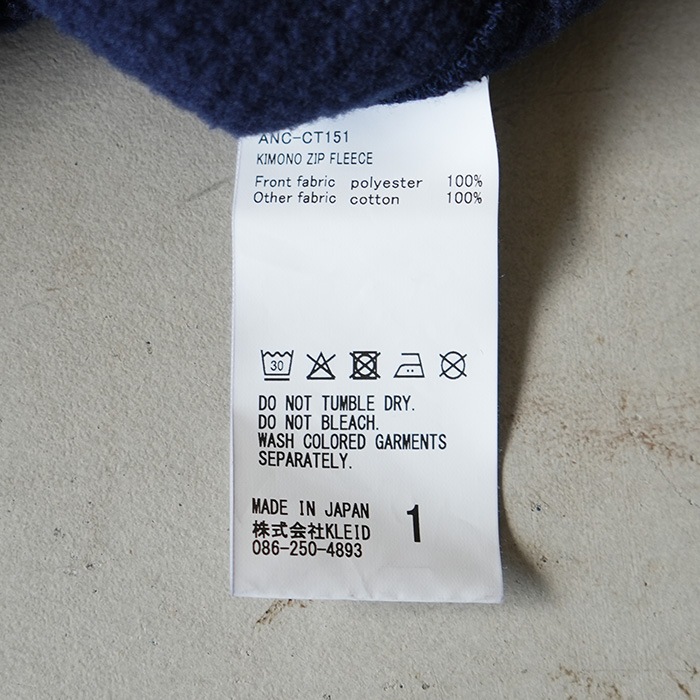 ANC-CT151
KIMONO ZIP FLEECE
Front fabric polyester 100%
Other fabric cotton 100%
30
DO NOT TUMBLE DRY.
DO NOT BLEACH.
WASH COLORED GARMENTS
SEPARATELY.
MADE IN JAPAN
株式会社KLEID
086-250-4893
1